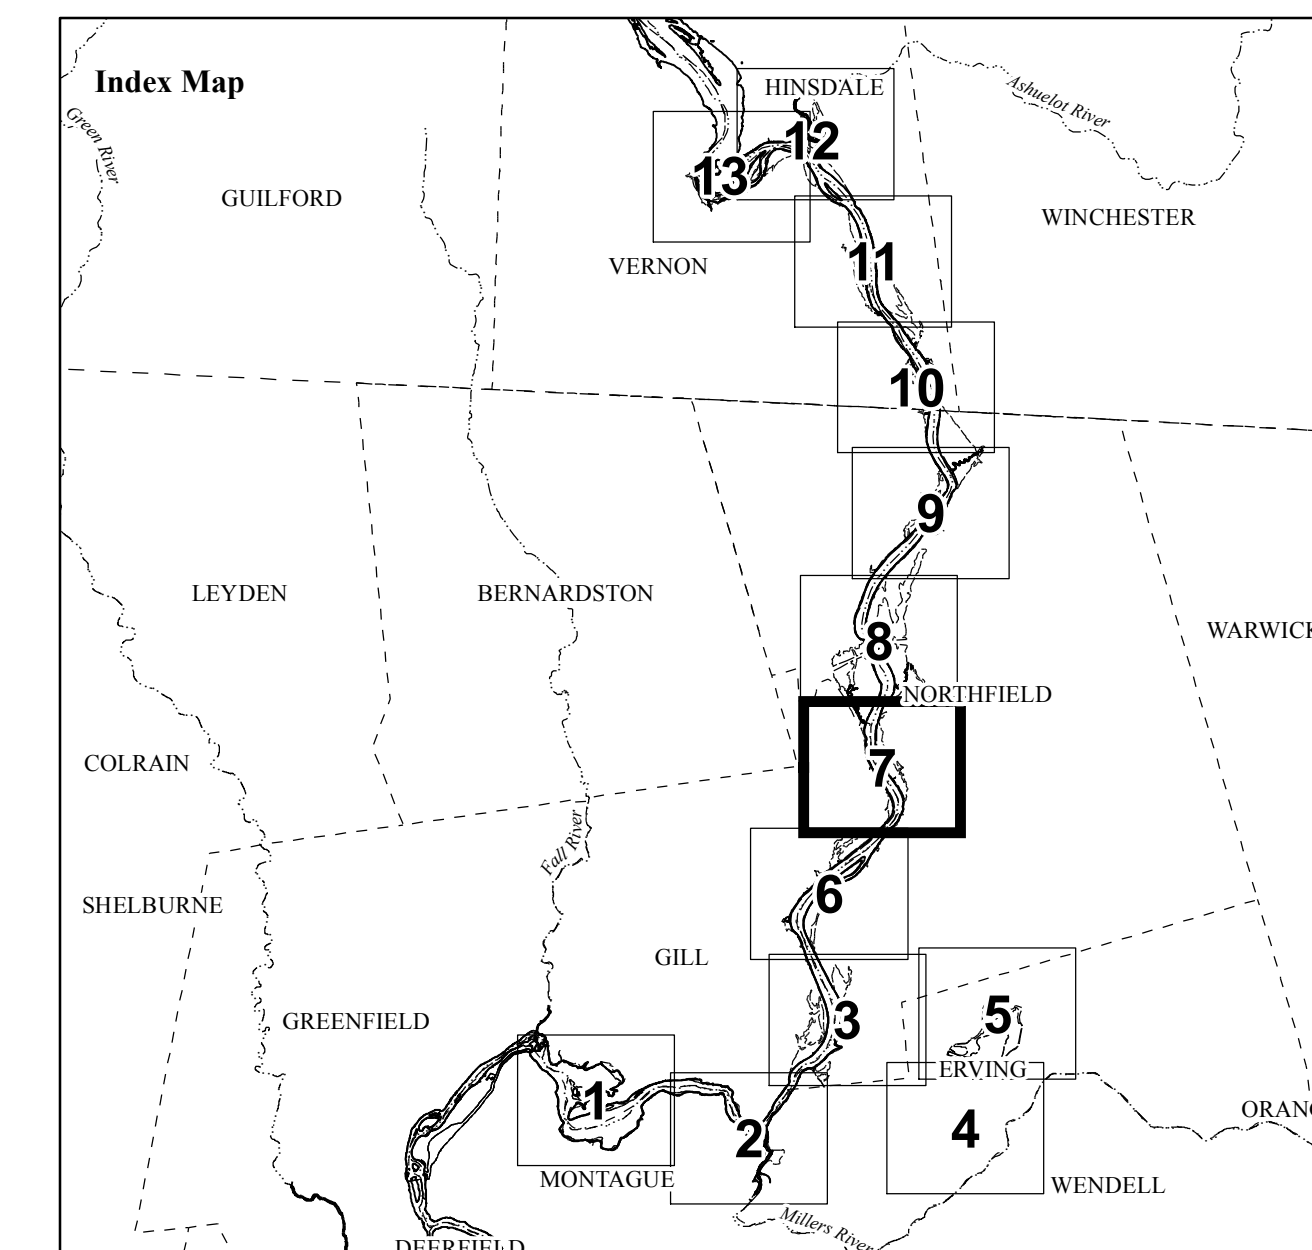 HINSDALE
Index Map
Ashuelot River
Green River
12
13
GUILFORD
WINCHESTER
11
VERNON
10
9
LEYDEN
BERNARDSTON
WARWICK
8
NORTHFIELD
COLRAIN
7
Fall River
6
SHELBURNE
GILL
5
3
GREENFIELD
ERVING
1
ORAN
4
2
MONTAGUE
WENDELL
Millers River
DEERFIELD